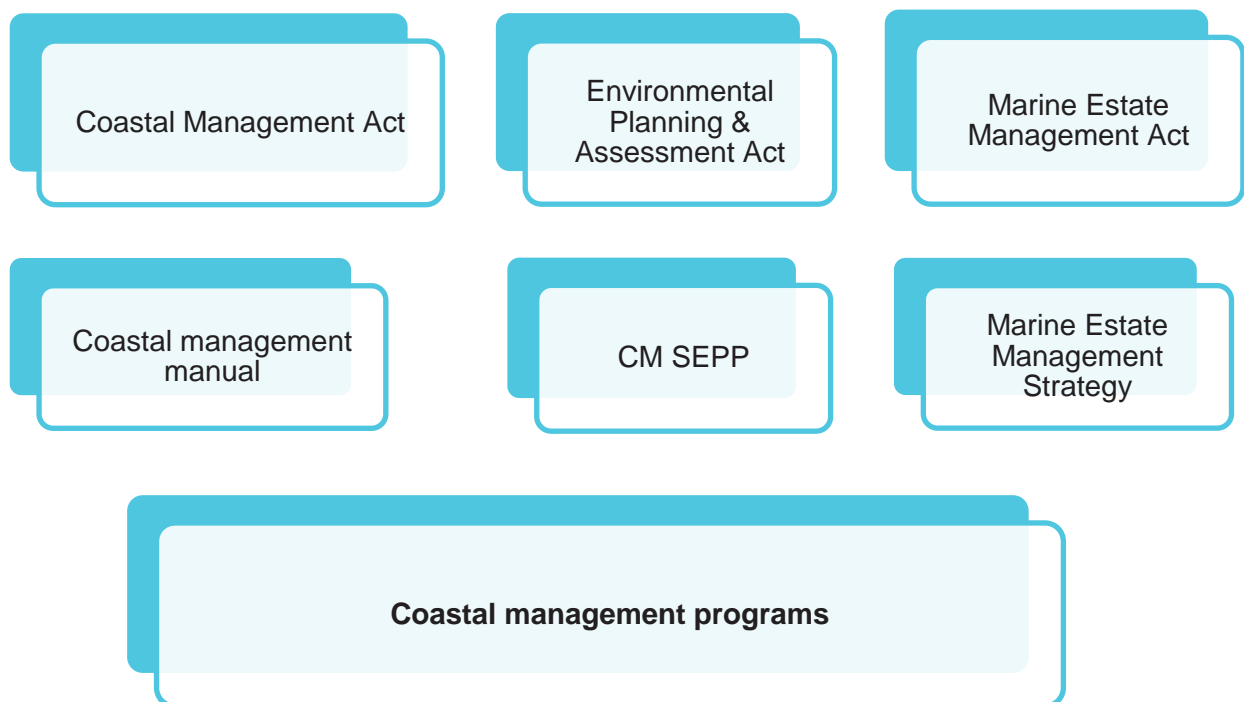 Coastal Management Act
Environmental
Planning &
Assessment Act
Marine Estate
Management Act
Coastal management
manual
CM SEPP
Marine Estate
Management
Strategy
Coastal management programs